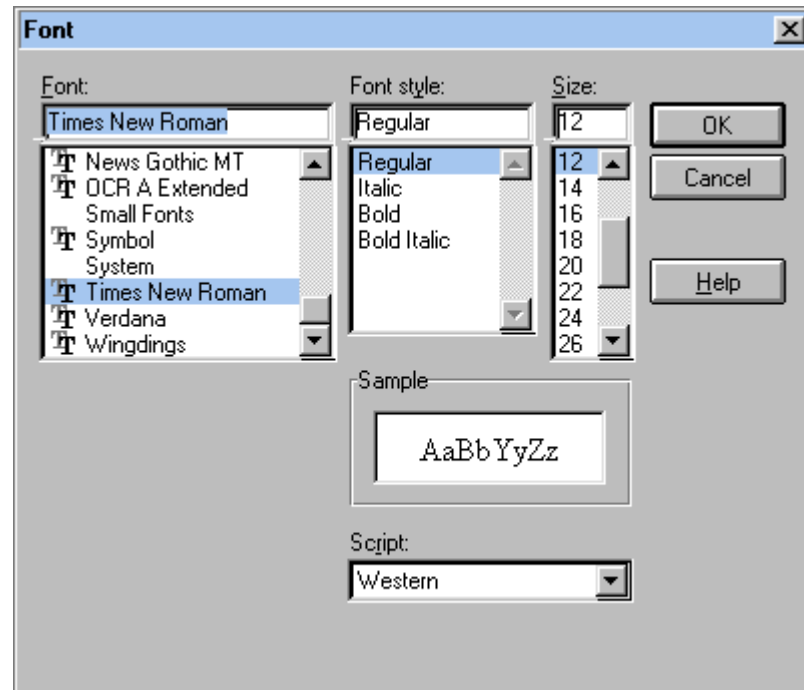 Font
Font:
Times New Roman
News Gothic MT
OCR A Extended
Small Fonts
Symbol
System
Times New Roman
Verdana
Wingdings
Font style:
Regular
Regular
Italic
Bold
Bold Italic
Size:
12
12
14
16
18
20
22
24
26
OK
Cancel
Help
Sample
AaBbYyZz
Script:
Western